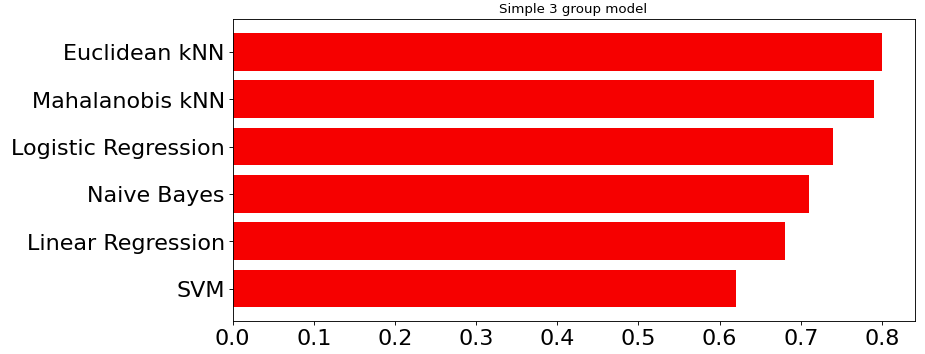 Simple 3 group model
Euclidean kNN
Mahalanobis kNN
Logistic Regression
Naive Bayes
Linear Regression
SVM
0.0 0.1 0.2 0.3 0.4 0.5 0.6 0.7 0.8